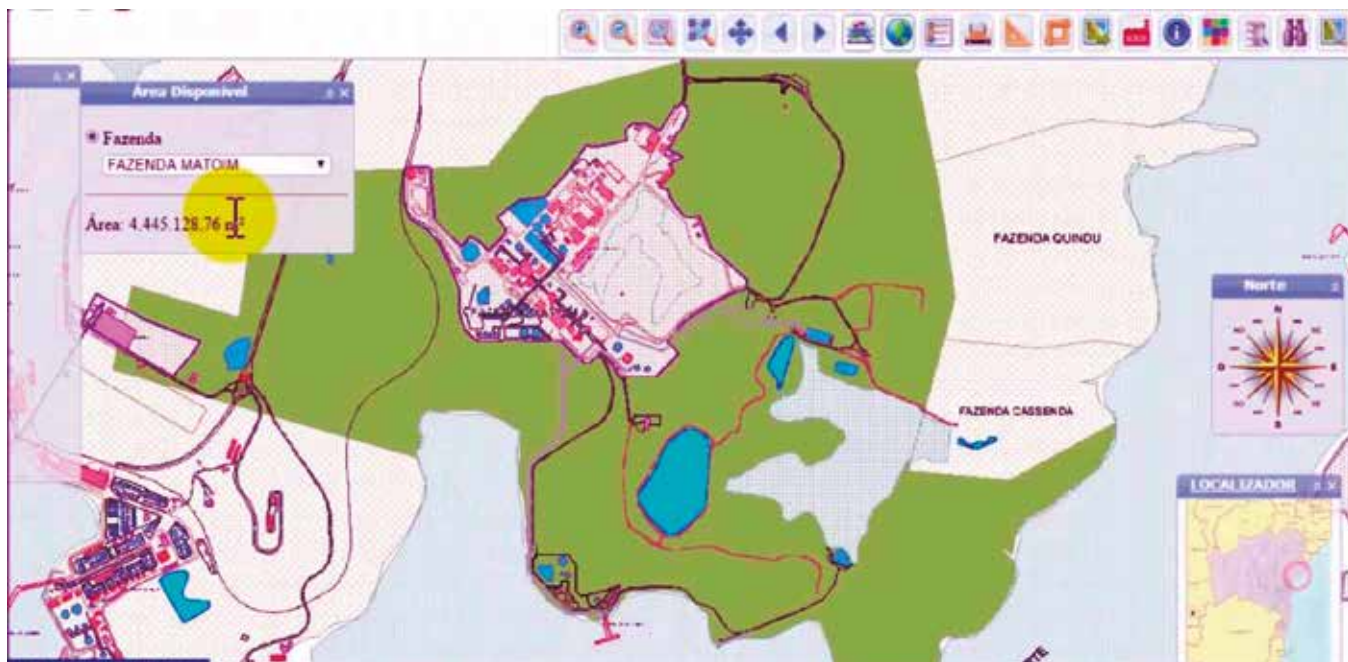 Área Disponível
Fazenda
FAZENDA MATOIM
Área: 4.445.128.76 m²
FAZENDA QUINDU
Norte
N
O
E
S
FAZENDA CASSENDA
LOCALIZADOR